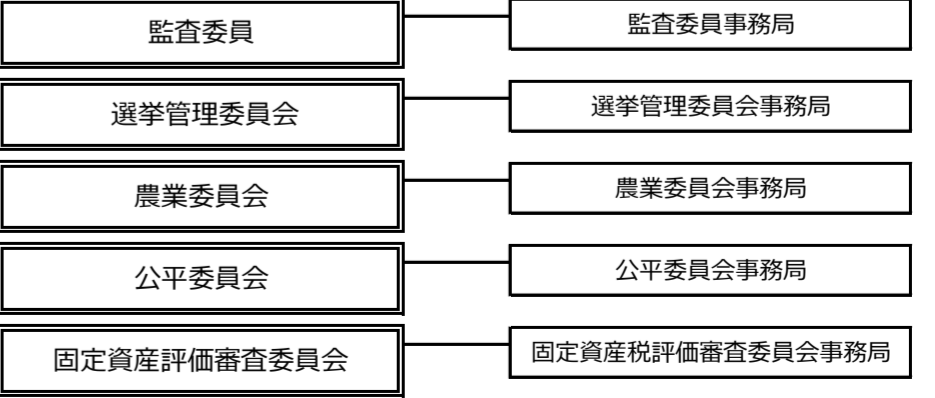 監査委員
監査委員事務局
選挙管理委員会
選挙管理委員会事務局
農業委員会
農業委員会事務局
公平委員会
公平委員会事務局
固定資産評価審査委員会
固定資産税評価審査委員会事務局